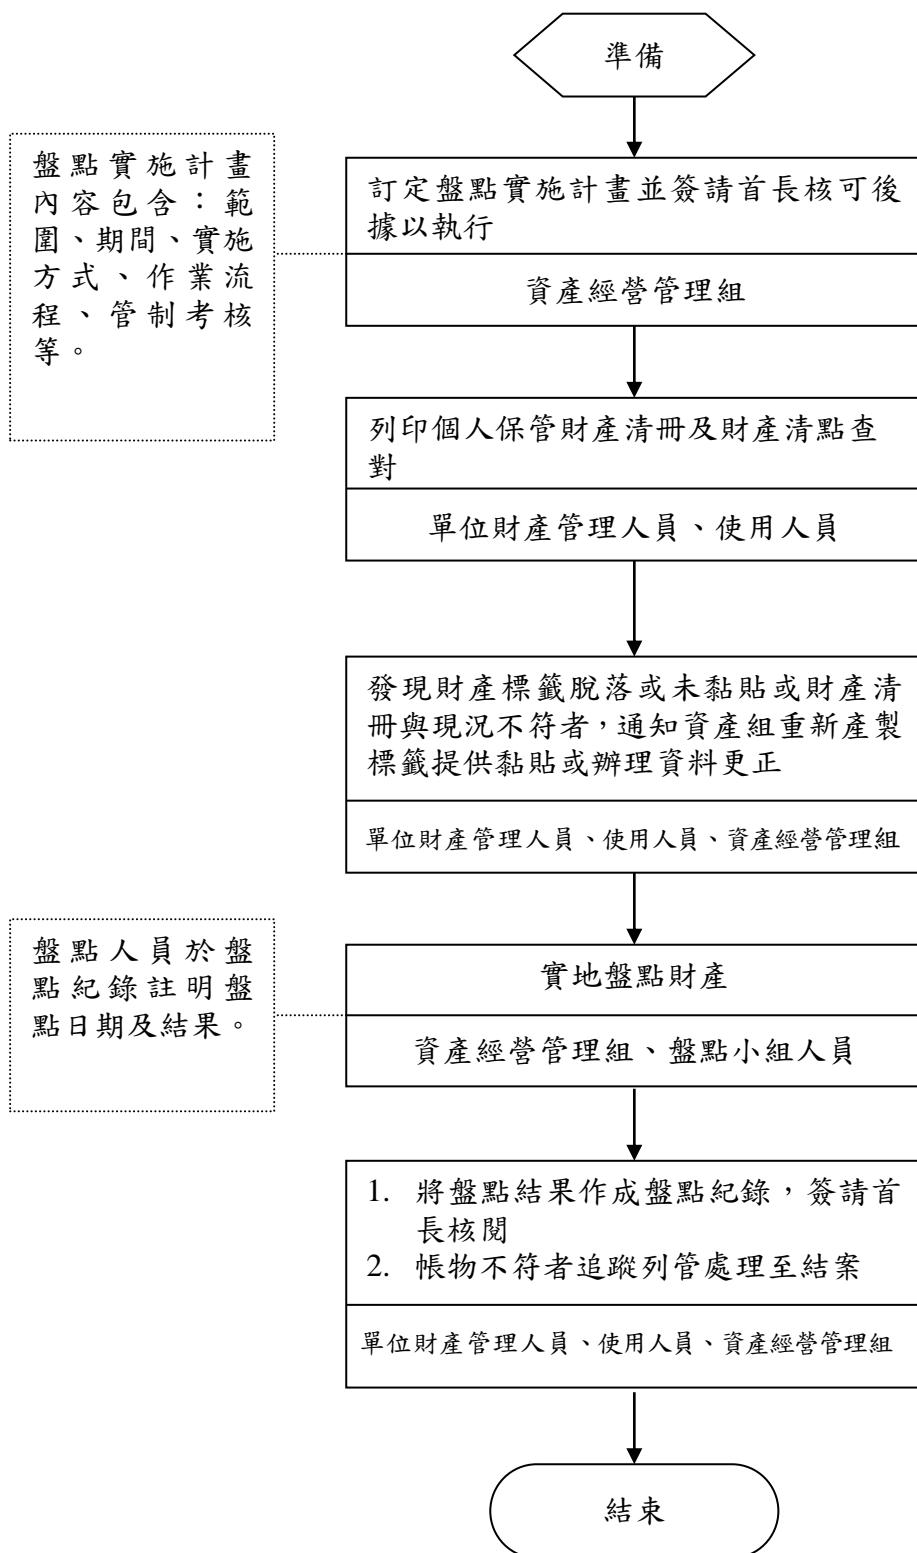 準備
盤點實施計畫
內容包含：範
圍、期間、實施
方式、作業流
程、管制考核
等。
訂定盤點實施計畫並簽請首長核可後
據以執行
資產經營管理組
列印個人保管財產清冊及財產清點查
對
單位財產管理人員、使用人員
發現財產標籤脫落或未黏貼或財產清
冊與現況不符者，通知資產組重新產製
標籤提供黏貼或辦理資料更正
單位財產管理人員、使用人員、資產經營管理組
盤點人員於盤
點紀錄註明盤
點日期及結果。
實地盤點財產
資產經營管理組、盤點小組人員
1. 將盤點結果作成盤點紀錄，簽請首
長核閱
2. 帳物不符者追蹤列管處理至結案
單位財產管理人員、使用人員、資產經營管理組
結束